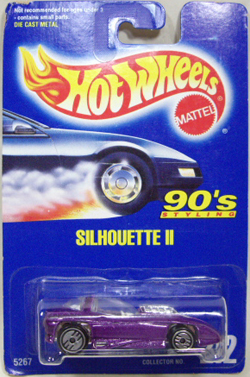 Not recommended for ages under 3
- contains small parts.
DIE CAST METAL
HOT WHEELS
MATTEL
90's
STYLING
SILHOUETTE II
5267
COLLECTOR NO.